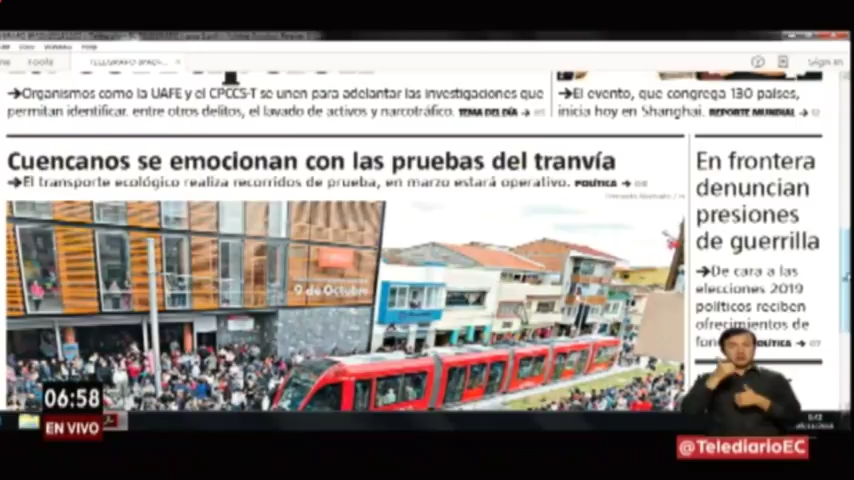 Sign In
➔Organismos como la UAFE y el CPCCS-T se unen para adelantar las investigaciones que
permitan identificar, entre otros delitos, el lavado de activos y narcotráfico. TEMA DEL DÍA ➔
➔El evento, que congrega 130 países,
inicia hoy en Shanghai. REPORTE MUNDIAL ➔
Cuencanos se emocionan con las pruebas del tranvía
➔El transporte ecológico realiza recorridos de prueba, en marzo estará operativo. POLÍTICA ➔
En frontera
denuncian
presiones
de guerrilla
➔De cara a las
elecciones 2019
políticos reciben
ofrecimientos de
POLÍTICA ➔ 07
9 de Octubre
06:58
EN VIVO
@TelediarioEC